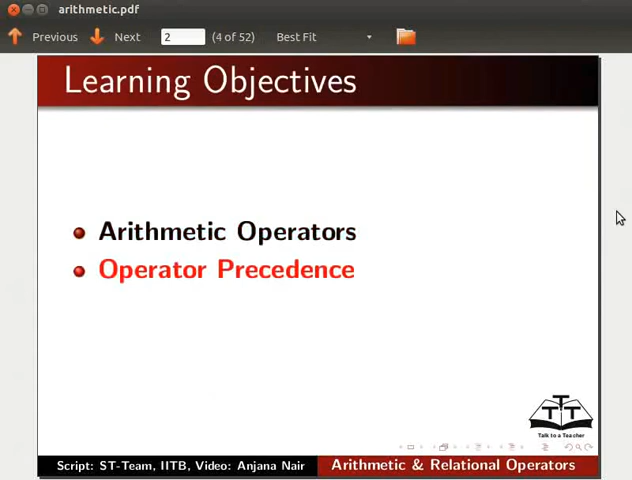 arithmetic.pdf
Previous Next 2 (4 of 52) Best Fit
Learning Objectives
Arithmetic Operators
Operator Precedence
TTT
Talk to a Teacher
Script: ST-Team, IITB, Video: Anjana Nair Arithmetic & Relational Operators